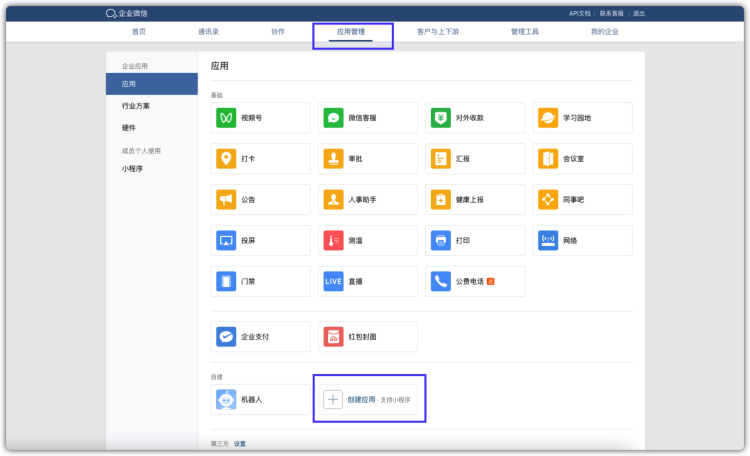 企业微信
API文档 | 联系客服 | 退出
首页 通讯录 协作 应用管理 客户与上下游 管理工具 我的企业
企业应用
应用
行业方案
硬件
成员个人使用
小程序
应用
基础
视频号 微信客服 对外收款 学习园地
打卡 审批 汇报 会议室
公告 人事助手 健康上报 同事吧
投屏 测温 打印 网络
门禁 LIVE 直播 公费电话
企业支付 红包封面
自建
机器人 创建应用 · 支持小程序
第三方 设置